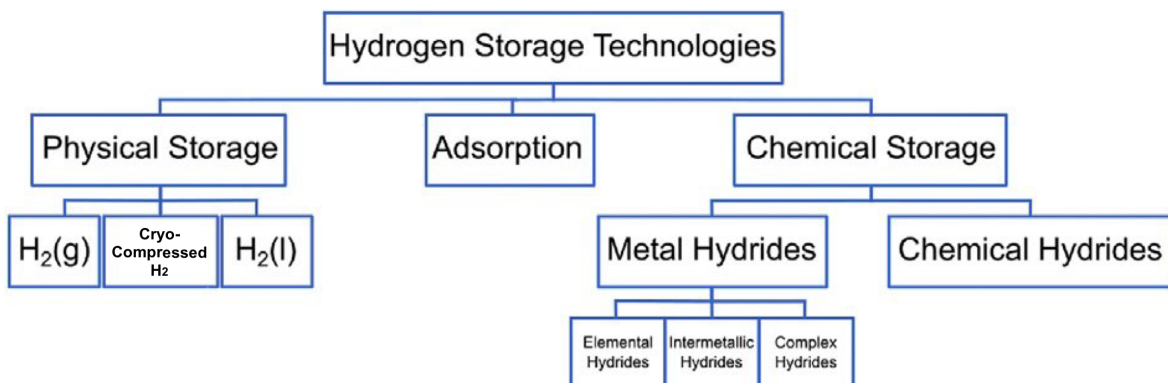 Hydrogen Storage Technologies
Physical Storage
Adsorption
Chemical Storage
H₂(g)
Cryo-
Compressed
H₂
H₂(l)
Metal Hydrides
Chemical Hydrides
Elemental
Hydrides
Intermetallic
Hydrides
Complex
Hydrides